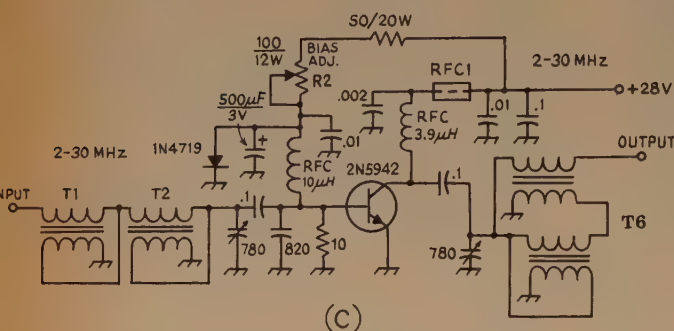 50/20W
100
12W
BIAS
ADJ.
R2
RFC1
2-30 MHz
+28V
500µF
3V
.002
.01
.1
RFC
3.9µH
OUTPUT
2-30 MHz
1N4719
.01
RFC
10µH
2N5942
NPUT
T1
T2
.1
.1
T6
780
820
10
780
(C)